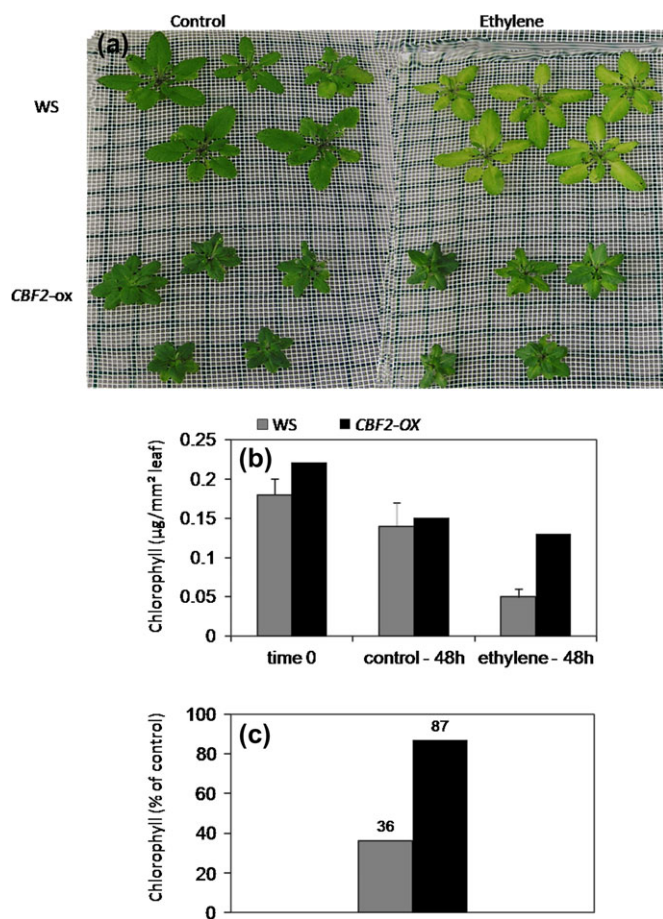 Control Ethylene
(a)
WS
CBF2-ox
WS CBF2-OX
(b)
Chlorophyll (µg/mm² leaf)
0.25
0.2
0.15
0.1
0.05
0
time 0 control - 48h ethylene - 48h
(c)
Chlorophyll (% of control)
100
80
60
40
20
0
36
87